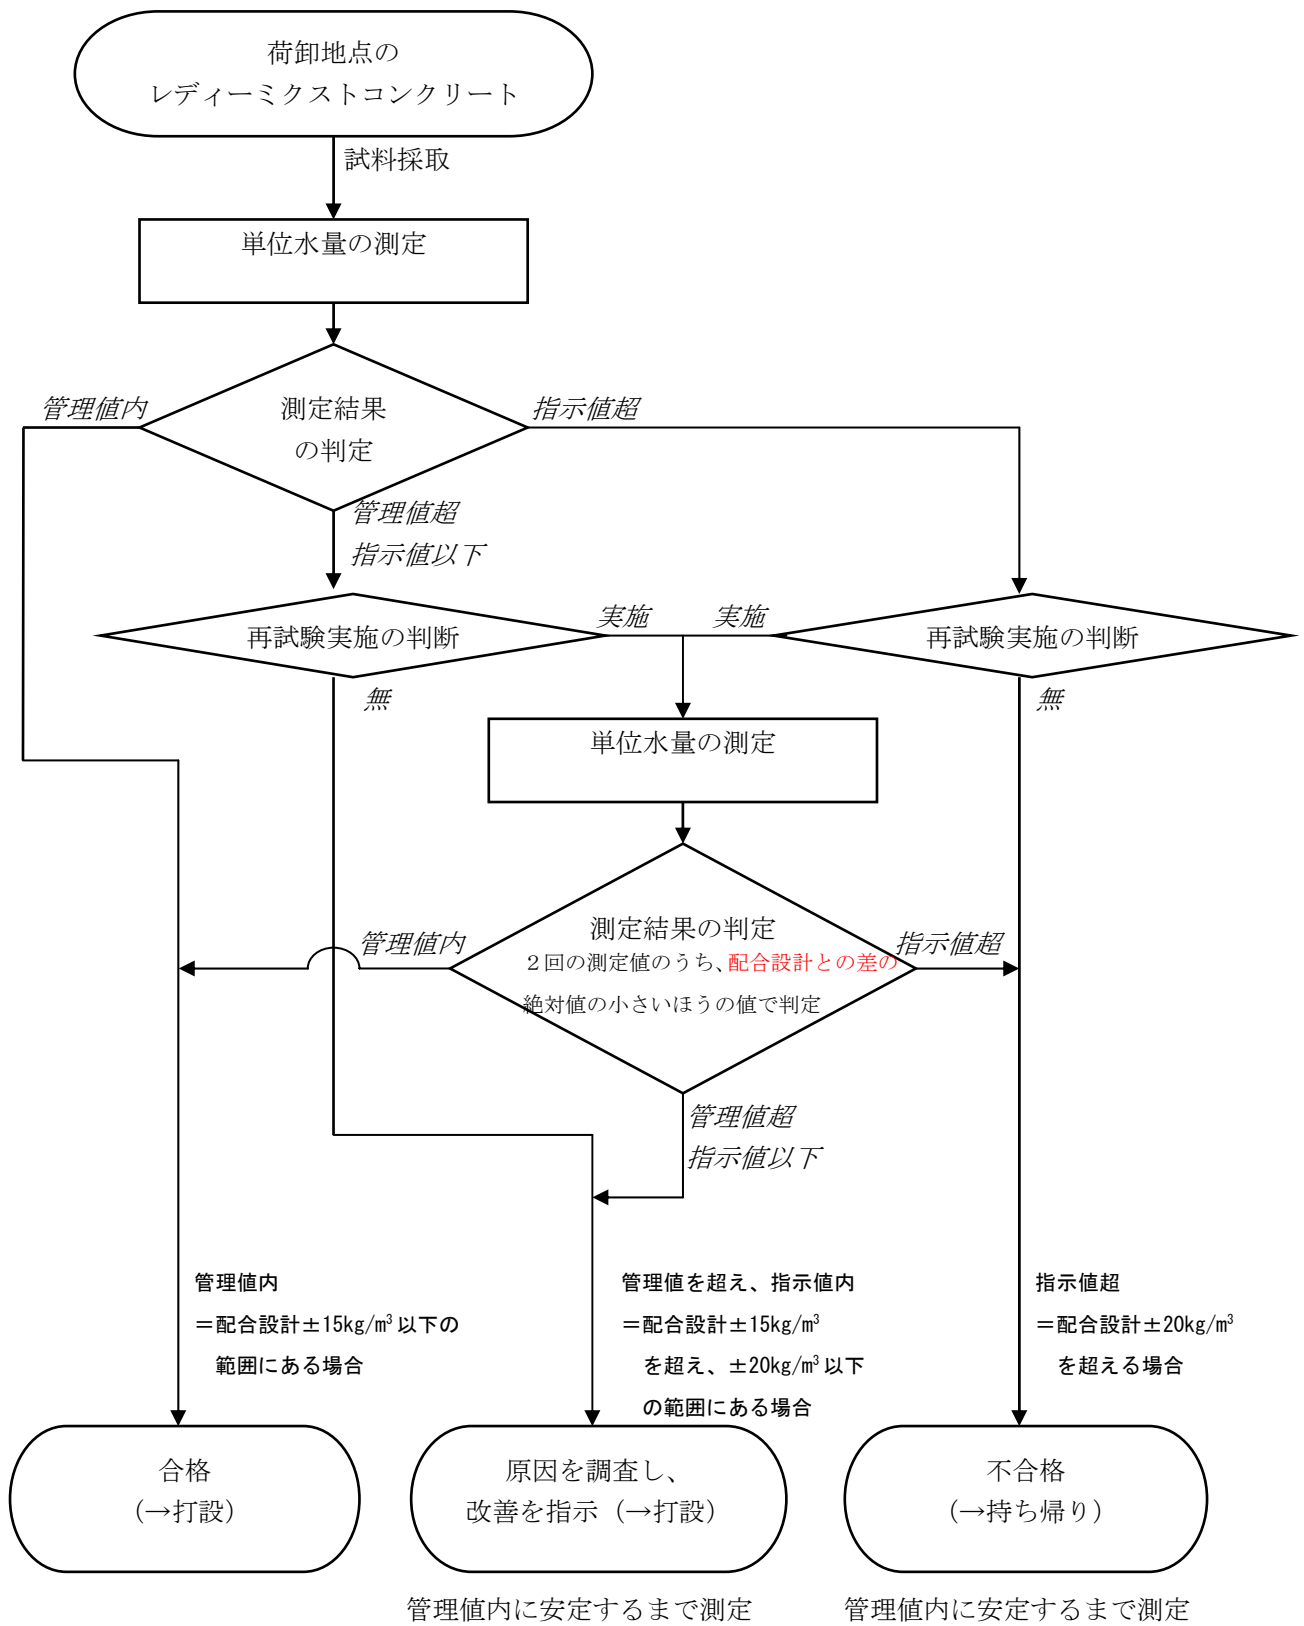 荷卸地点の
レディーミクストコンクリート
試料採取
単位水量の測定
管理値内
測定結果
の判定
指示値超
管理値超
指示値以下
再試験実施の判断
実施
実施
再試験実施の判断
無
無
単位水量の測定
管理値内
測定結果の判定
２回の測定値のうち、配合設計との差の
絶対値の小さいほうの値で判定
指示値超
管理値超
指示値以下
管理値内
＝配合設計±15kg/m³以下の
範囲にある場合
管理値を超え、指示値内
＝配合設計±15kg/m³
を超え、±20kg/m³以下
の範囲にある場合
指示値超
＝配合設計±20kg/m³
を超える場合
合格
（→打設）
原因を調査し、
改善を指示（→打設）
不合格
（→持ち帰り）
管理値内に安定するまで測定
管理値内に安定するまで測定